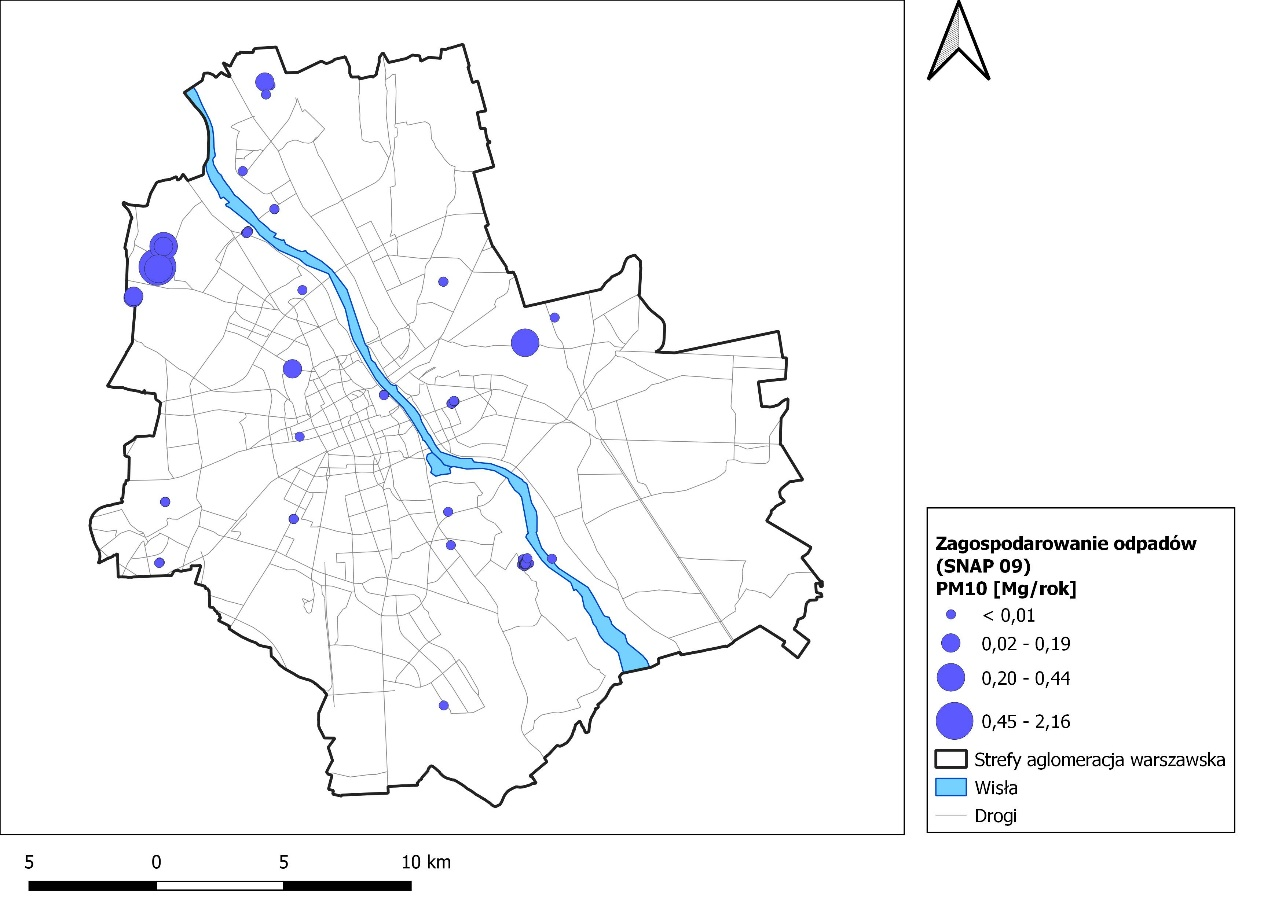 Zagospodarowanie odpadów
(SNAP 09)
PM10 [Mg/rok]
< 0,01
0,02 - 0,19
0,20 - 0,44
0,45 - 2,16
Strefy aglomeracja warszawska
Wisła
Drogi
5 0 5 10 km